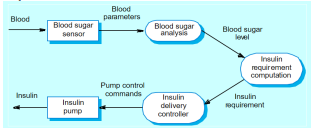 Blood
Blood sugar
sensor
Blood
parameters
Blood sugar
analysis
Blood sugar
level
Insulin
requirement
computation
Insulin
requirement
Insulin
delivery
controller
Pump control
commands
Insulin
pump
Insulin